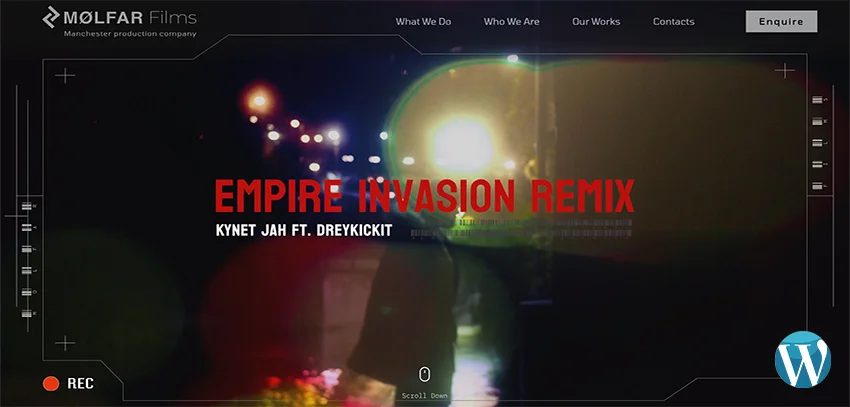 MØLFAR Films
Manchester production company
What We Do
Who We Are
Our Works
Contacts
Enquire
EMPIRE INVASION REMIX
KYNET JAH FT. DREYKICKIT
REC
Scroll Down